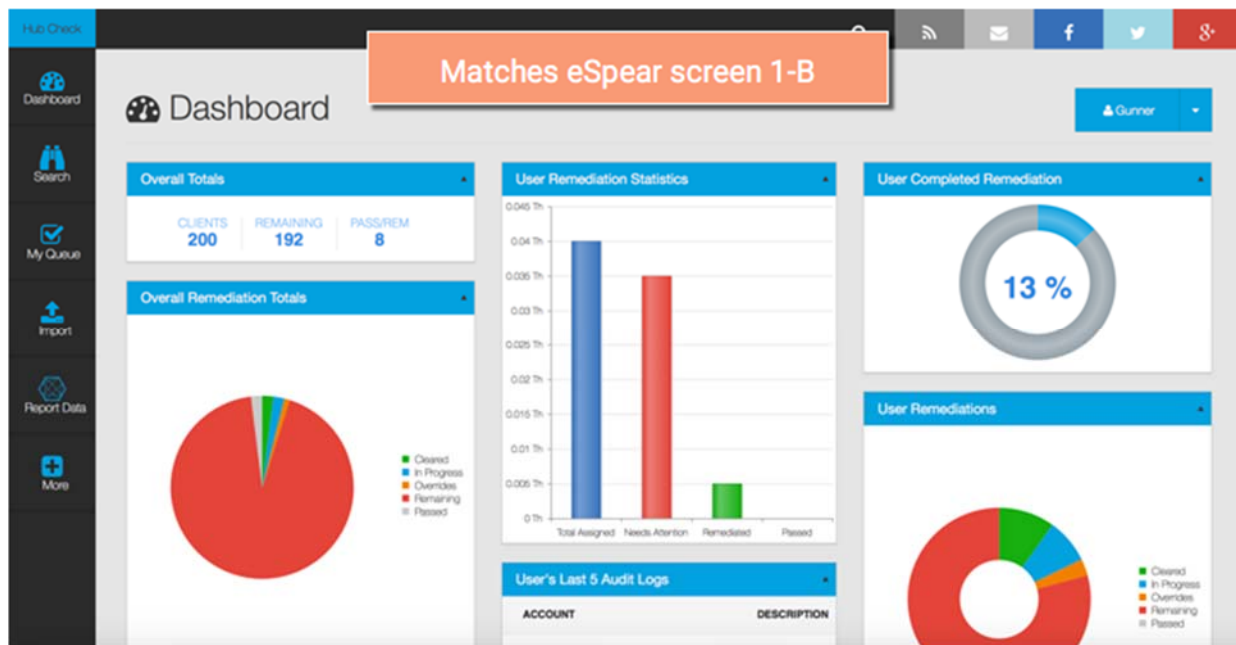 Hub Check
Matches eSpear screen 1-B
f
8+
Dashboard
Search
My Queue
Import
Report Data
More
Dashboard
Gunner
Overall Totals
CLIENTS REMAINING PASS/REM
200 192 8
Overall Remediation Totals
Cleared
In Progress
Overrides
Remaining
Passed
User Remediation Statistics
0.045 Th
0.04 Th
0.035 Th
0.03 Th
0.025 Th
0.02 Th
0.015 Th
0.01 Th
0.005 Th
0 Th
Total Assigned Needs Attention Remediated Passed
User's Last 5 Audit Logs
ACCOUNT DESCRIPTION
User Completed Remediation
13 %
User Remediations
Cleared
In Progress
Overrides
Remaining
Passed